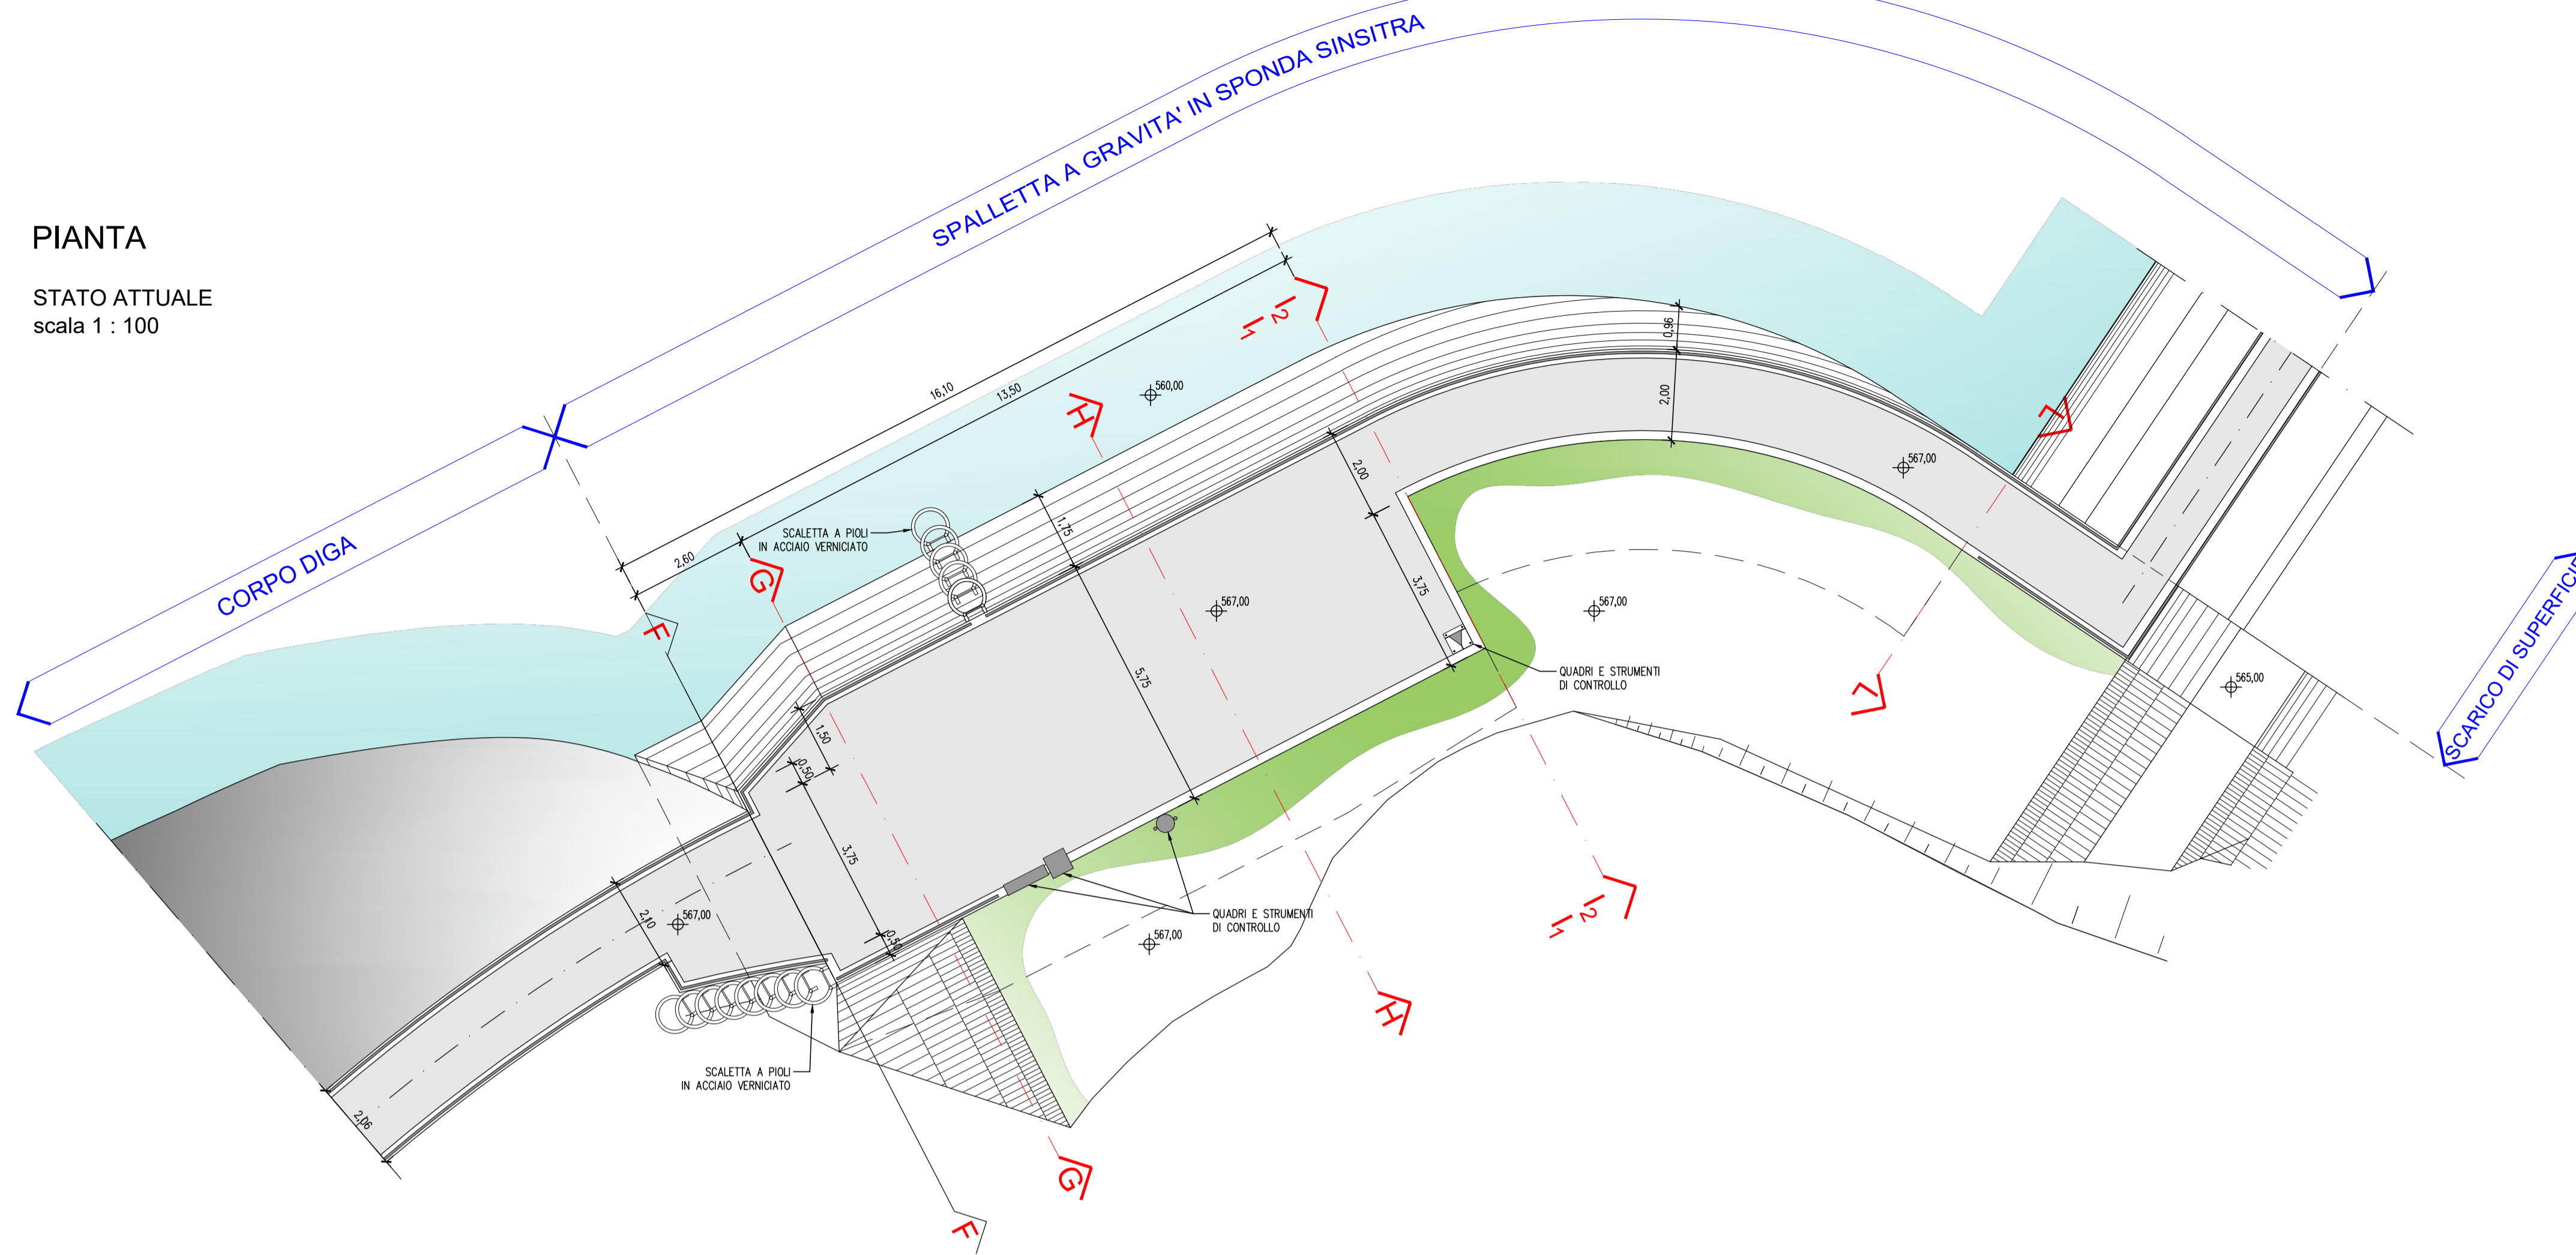 SPALLETTA A GRAVITA' IN SPONDA SINSITRA
PIANTA
STATO ATTUALE
scala 1 : 100
CORPO DIGA
SCARICO DI SUPERFICIE
16,10
13,50
2,60
560,00
I2
I1
H
G
F
L
0,96
2,00
567,00
2,00
1,75
SCALETTA A PIOLI
IN ACCIAIO VERNICIATO
3,75
567,00
567,00
5,75
QUADRI E STRUMENTI
DI CONTROLLO
565,00
L
1,50
0,50
3,75
0,50
2,10
567,00
QUADRI E STRUMENTI
DI CONTROLLO
567,00
I2
I1
H
SCALETTA A PIOLI
IN ACCIAIO VERNICIATO
2,06
G
F